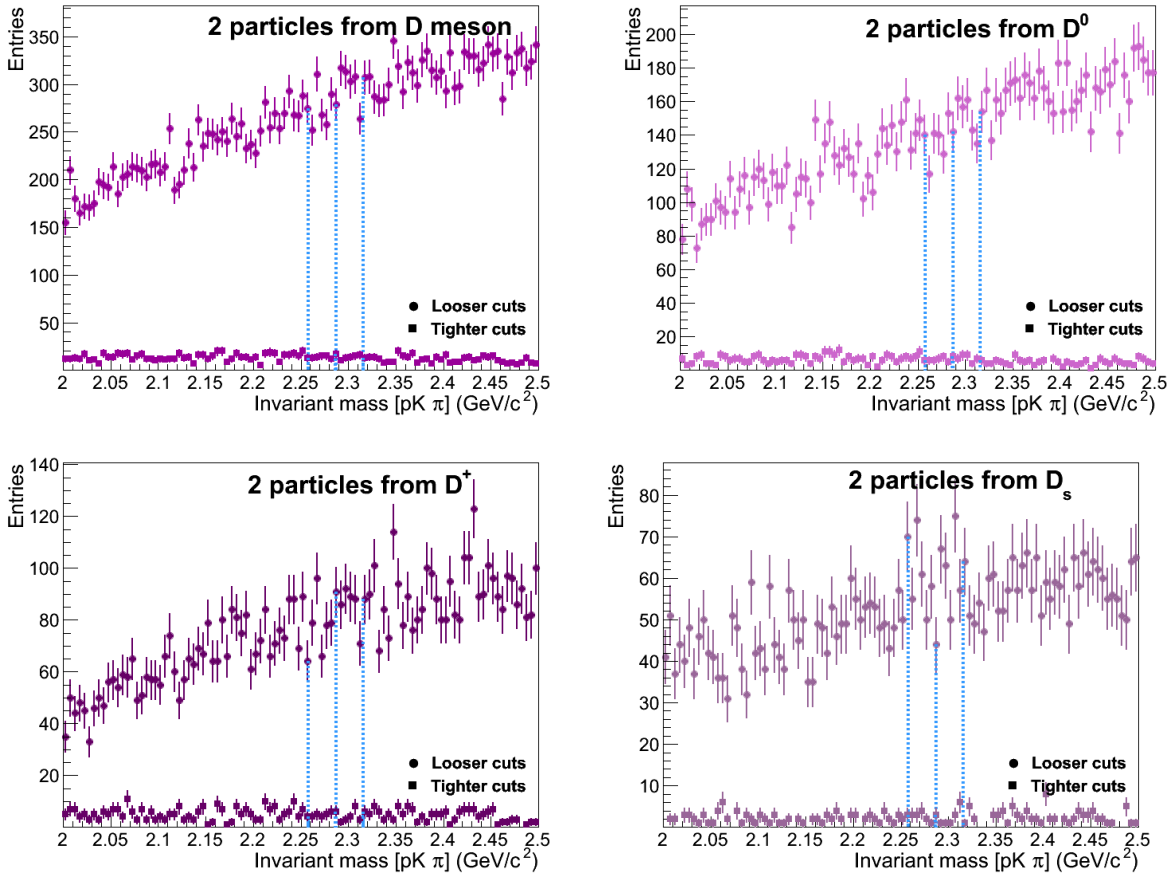 2 particles from D meson
Entries
350
300
250
200
150
100
50
Looser cuts
Tighter cuts
2 2.05 2.1 2.15 2.2 2.25 2.3 2.35 2.4 2.45 2.5
Invariant mass [pK π] (GeV/c²)
2 particles from D⁰
Entries
200
180
160
140
120
100
80
60
40
20
Looser cuts
Tighter cuts
2 2.05 2.1 2.15 2.2 2.25 2.3 2.35 2.4 2.45 2.5
Invariant mass [pK π] (GeV/c²)
2 particles from D⁺
Entries
140
120
100
80
60
40
20
Looser cuts
Tighter cuts
2 2.05 2.1 2.15 2.2 2.25 2.3 2.35 2.4 2.45 2.5
Invariant mass [pK π] (GeV/c²)
2 particles from Dₛ
Entries
80
70
60
50
40
30
20
10
Looser cuts
Tighter cuts
2 2.05 2.1 2.15 2.2 2.25 2.3 2.35 2.4 2.45 2.5
Invariant mass [pK π] (GeV/c²)